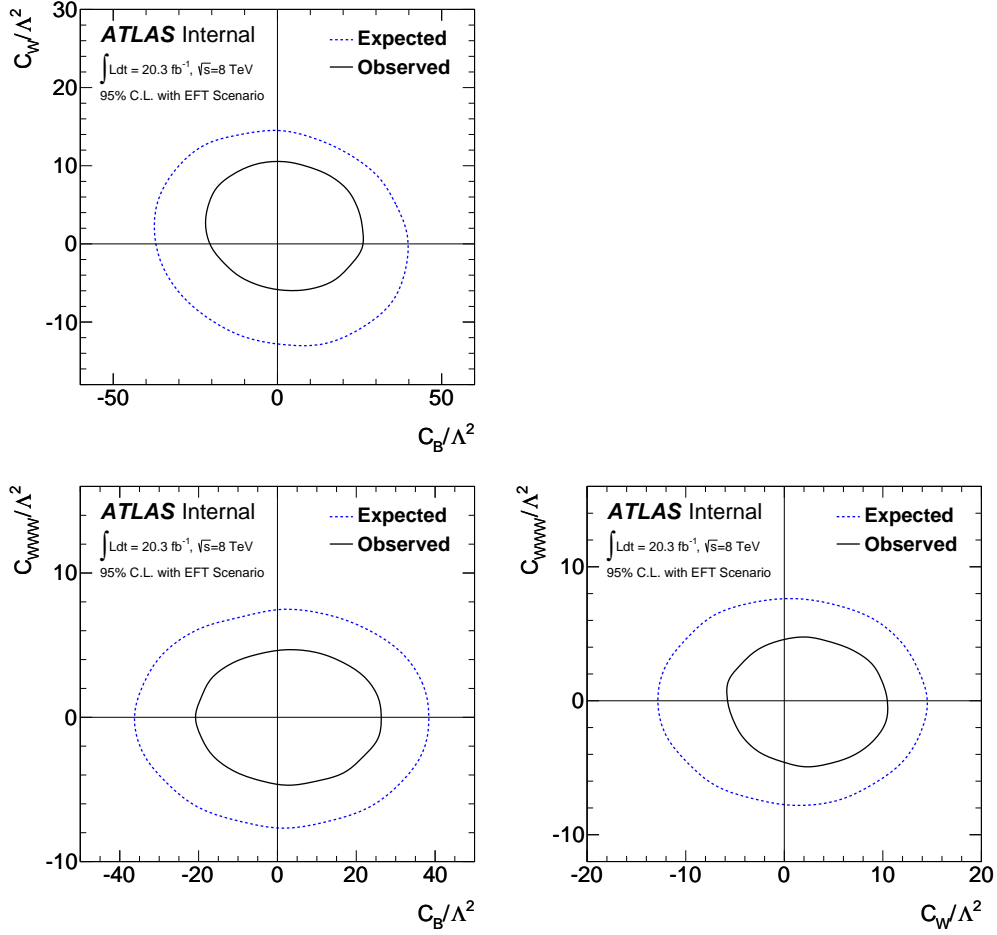 C_W/Λ²
30
ATLAS Internal
Expected
Observed
∫Ldt = 20.3 fb⁻¹, √s=8 TeV
95% C.L. with EFT Scenario
20
10
0
-10
-50 0 50
C_B/Λ²
C_WWW/Λ²
ATLAS Internal
Expected
Observed
∫Ldt = 20.3 fb⁻¹, √s=8 TeV
95% C.L. with EFT Scenario
10
0
-10
-40 -20 0 20 40
C_B/Λ²
C_WWW/Λ²
ATLAS Internal
Expected
Observed
∫Ldt = 20.3 fb⁻¹, √s=8 TeV
95% C.L. with EFT Scenario
10
0
-10
-20 -10 0 10 20
C_W/Λ²